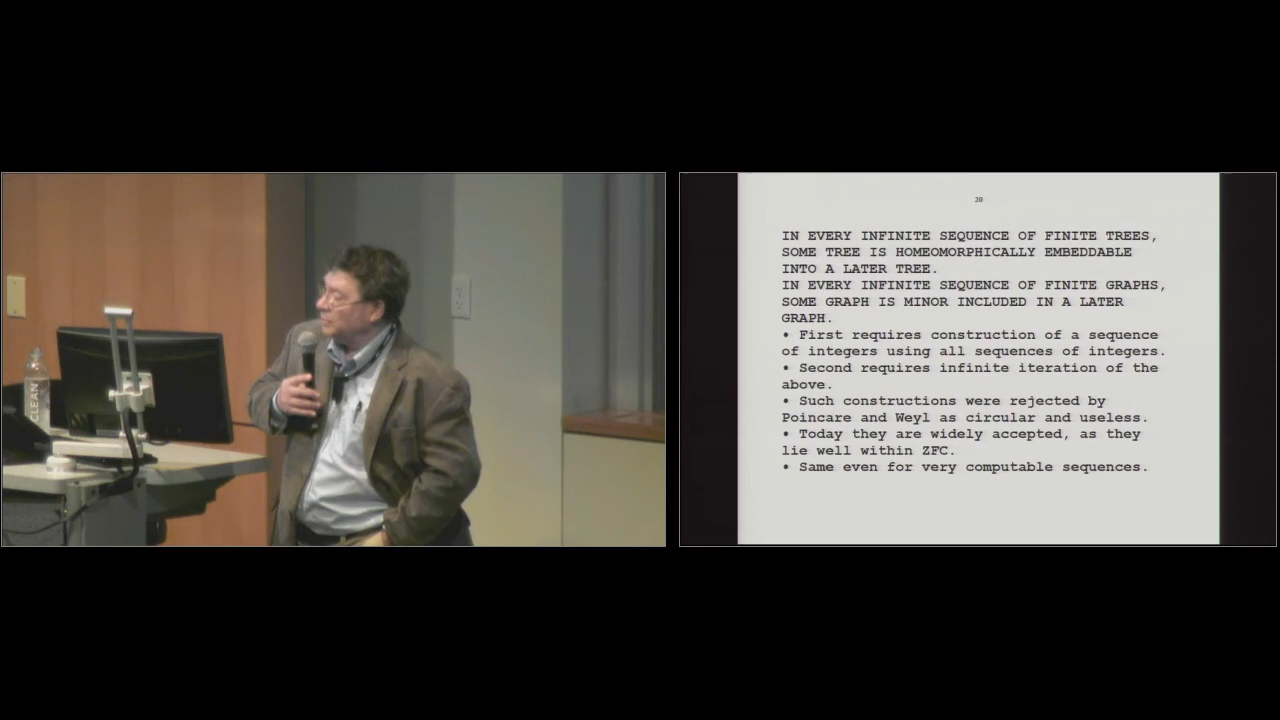 CLEAN
20
IN EVERY INFINITE SEQUENCE OF FINITE TREES,
SOME TREE IS HOMEOMORPHICALLY EMBEDDABLE
INTO A LATER TREE.
IN EVERY INFINITE SEQUENCE OF FINITE GRAPHS,
SOME GRAPH IS MINOR INCLUDED IN A LATER
GRAPH.
• First requires construction of a sequence
of integers using all sequences of integers.
• Second requires infinite iteration of the
above.
• Such constructions were rejected by
Poincare and Weyl as circular and useless.
• Today they are widely accepted, as they
lie well within ZFC.
• Same even for very computable sequences.